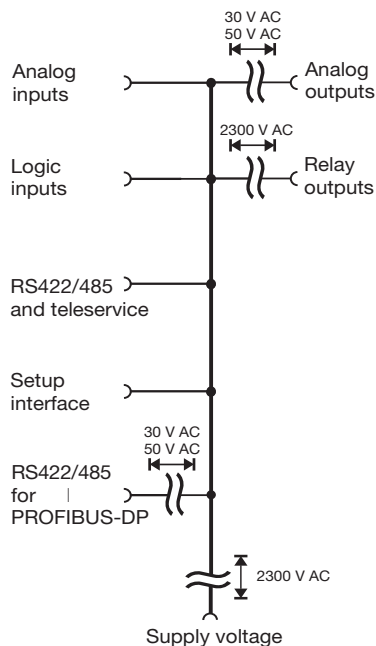 30 V AC
50 V AC
Analog
inputs
Analog
outputs
2300 V AC
Logic
inputs
Relay
outputs
RS422/485
and teleservice
Setup
interface
30 V AC
50 V AC
RS422/485
for
PROFIBUS-DP
2300 V AC
Supply voltage